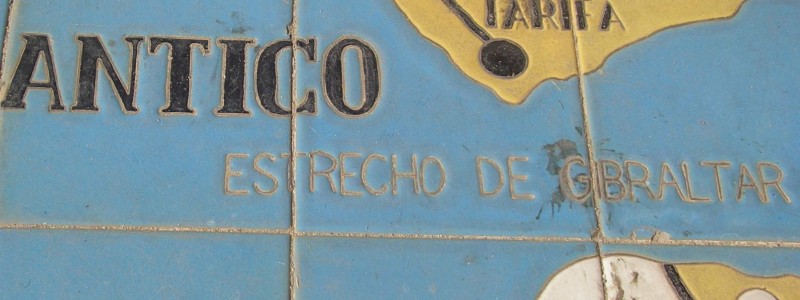 TARIFA
ANTICO
ESTRECHO DE GIBRALTAR